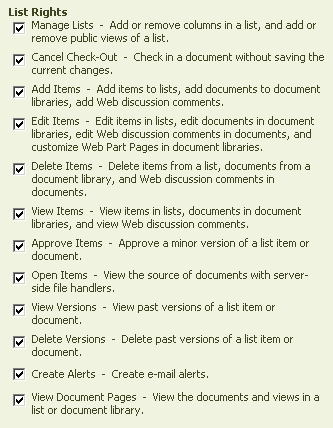 List Rights
Manage Lists - Add or remove columns in a list, and add or
remove public views of a list.
Cancel Check-Out - Check in a document without saving the
current changes.
Add Items - Add items to lists, add documents to document
libraries, add Web discussion comments.
Edit Items - Edit items in lists, edit documents in document
libraries, edit Web discussion comments in documents, and
customize Web Part Pages in document libraries.
Delete Items - Delete items from a list, documents from a
document library, and Web discussion comments in
documents.
View Items - View items in lists, documents in document
libraries, and view Web discussion comments.
Approve Items - Approve a minor version of a list item or
document.
Open Items - View the source of documents with server-
side file handlers.
View Versions - View past versions of a list item or
document.
Delete Versions - Delete past versions of a list item or
document.
Create Alerts - Create e-mail alerts.
View Document Pages - View the documents and views in
a list or document library.